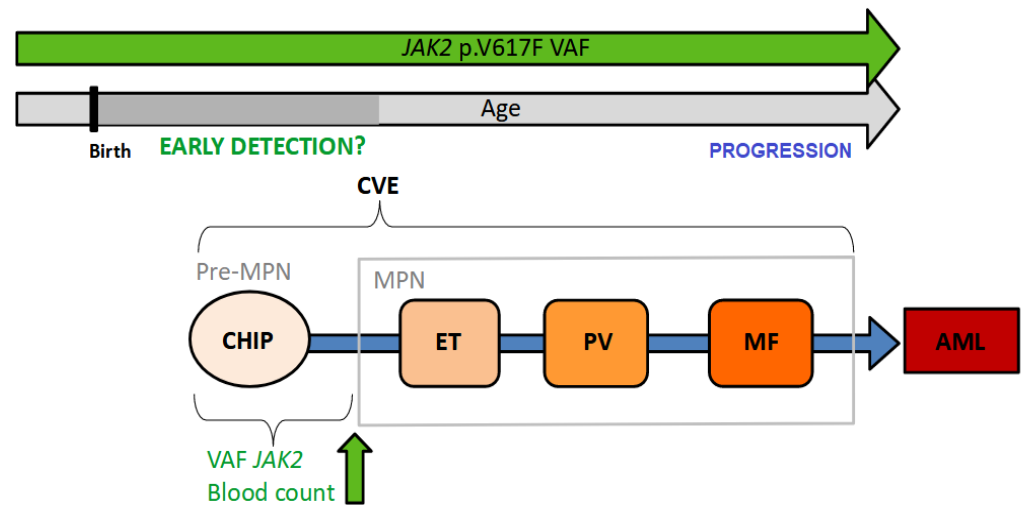 JAK2 p.V617F VAF
Age
Birth
EARLY DETECTION?
PROGRESSION
CVE
Pre-MPN
MPN
CHIP
ET
PV
MF
AML
VAF JAK2
Blood count